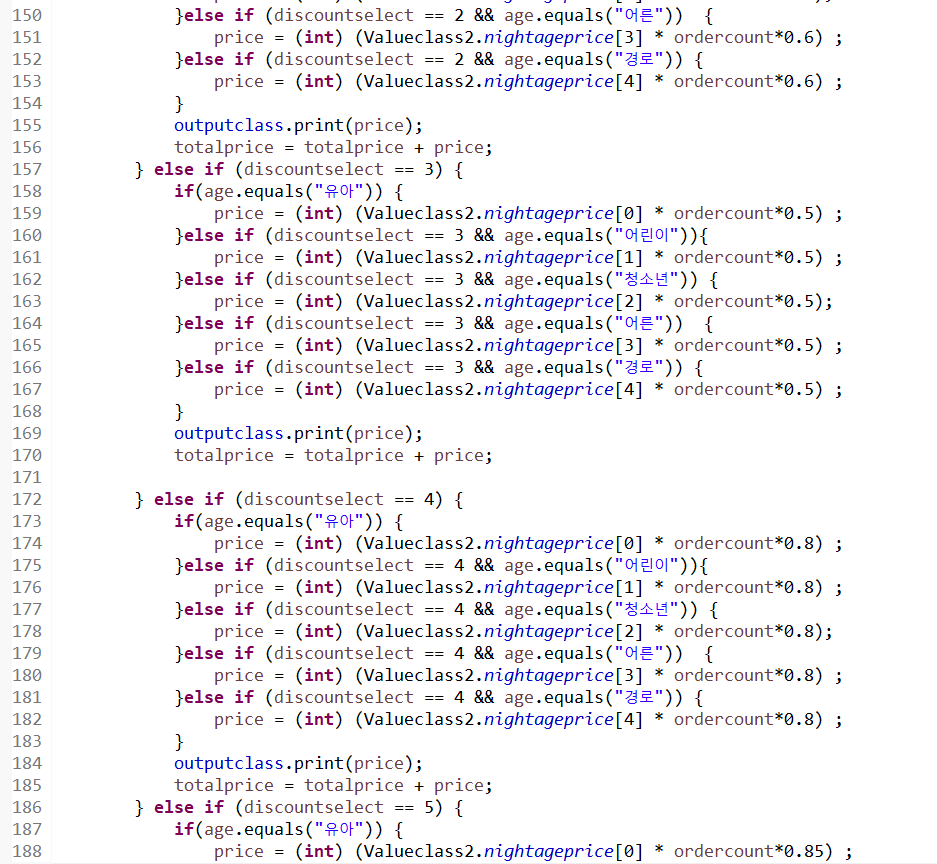 150 }else if (discountselect == 2 && age.equals("어른"))  {
151 price = (int) (Valueclass2.nightageprice[3] * ordercount*0.6) ;
152 }else if (discountselect == 2 && age.equals("경로")) {
153 price = (int) (Valueclass2.nightageprice[4] * ordercount*0.6) ;
154 }
155 outputclass.print(price);
156 totalprice = totalprice + price;
157 } else if (discountselect == 3) {
158 if(age.equals("유아")) {
159 price = (int) (Valueclass2.nightageprice[0] * ordercount*0.5) ;
160 }else if (discountselect == 3 && age.equals("어린이")){
161 price = (int) (Valueclass2.nightageprice[1] * ordercount*0.5) ;
162 }else if (discountselect == 3 && age.equals("청소년")) {
163 price = (int) (Valueclass2.nightageprice[2] * ordercount*0.5);
164 }else if (discountselect == 3 && age.equals("어른"))  {
165 price = (int) (Valueclass2.nightageprice[3] * ordercount*0.5) ;
166 }else if (discountselect == 3 && age.equals("경로")) {
167 price = (int) (Valueclass2.nightageprice[4] * ordercount*0.5) ;
168 }
169 outputclass.print(price);
170 totalprice = totalprice + price;
171
172 } else if (discountselect == 4) {
173 if(age.equals("유아")) {
174 price = (int) (Valueclass2.nightageprice[0] * ordercount*0.8) ;
175 }else if (discountselect == 4 && age.equals("어린이")){
176 price = (int) (Valueclass2.nightageprice[1] * ordercount*0.8) ;
177 }else if (discountselect == 4 && age.equals("청소년")) {
178 price = (int) (Valueclass2.nightageprice[2] * ordercount*0.8);
179 }else if (discountselect == 4 && age.equals("어른"))  {
180 price = (int) (Valueclass2.nightageprice[3] * ordercount*0.8) ;
181 }else if (discountselect == 4 && age.equals("경로")) {
182 price = (int) (Valueclass2.nightageprice[4] * ordercount*0.8) ;
183 }
184 outputclass.print(price);
185 totalprice = totalprice + price;
186 } else if (discountselect == 5) {
187 if(age.equals("유아")) {
188 price = (int) (Valueclass2.nightageprice[0] * ordercount*0.85) ;